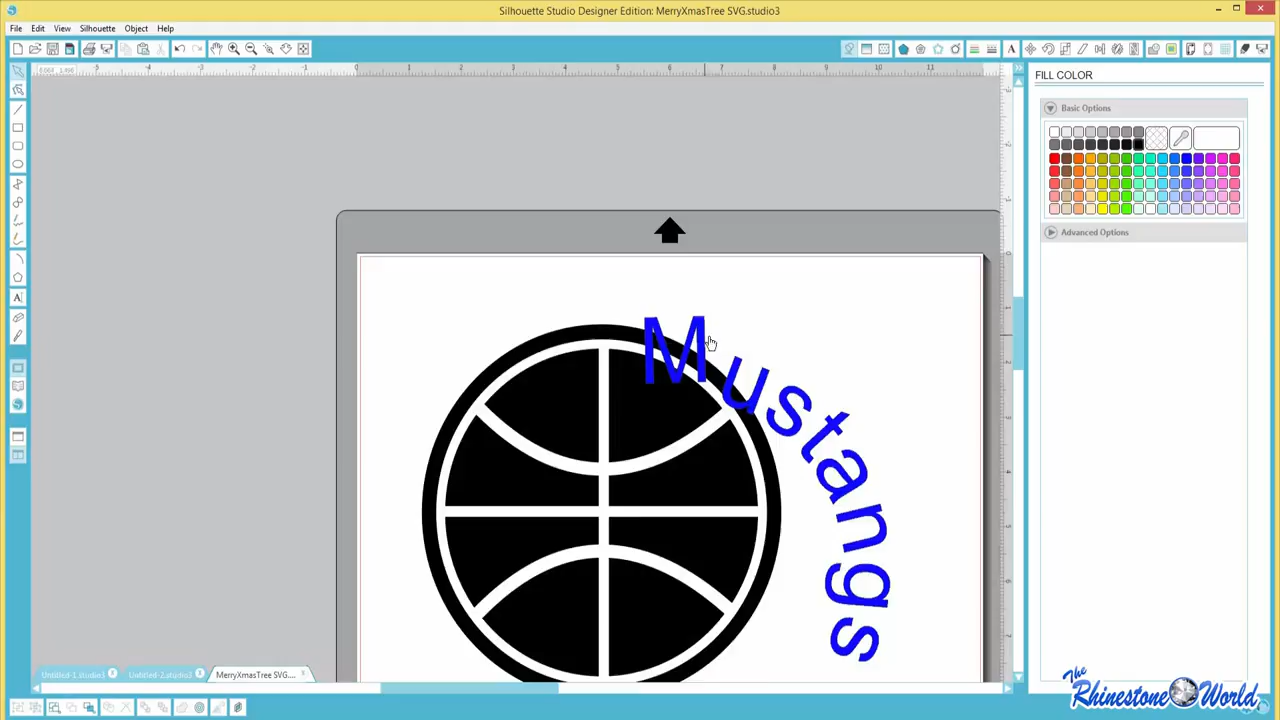 Silhouette Studio Designer Edition: MerryXmasTree SVG.studio3
File Edit View Silhouette Object Help
FILL COLOR
Basic Options
Advanced Options
Mustangs
Untitled-1.studio3 Untitled-2.studio3 MerryXmasTree SVG....
The
Rhinestone World